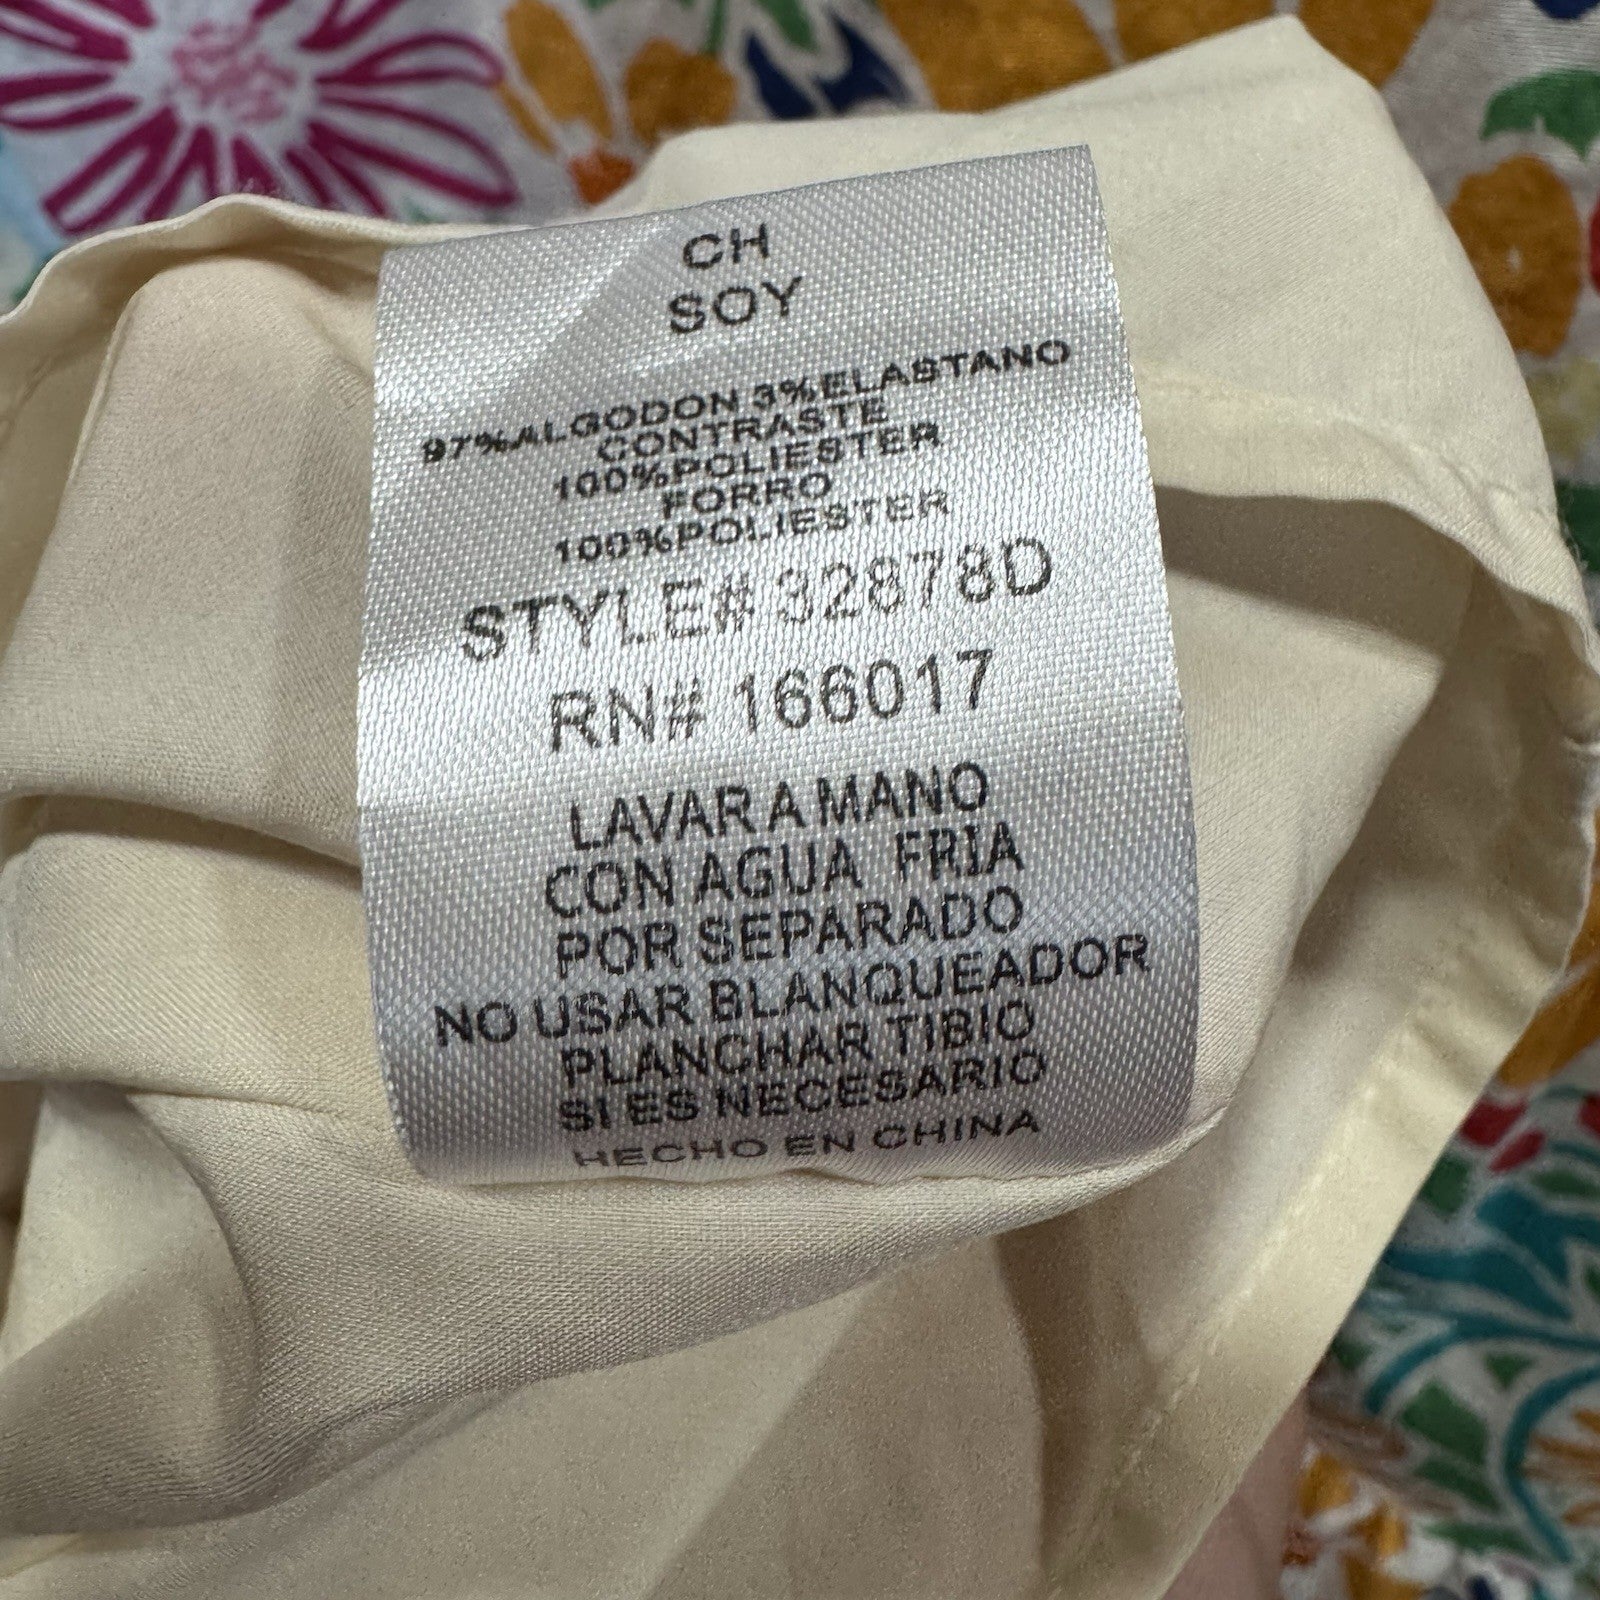 CH
SOY
97%ALGODON 3%ELASTANO
CONTRASTE
100%POLIESTER
FORRO
100%POLIESTER
STYLE# 32878D
RN# 166017
LAVAR A MANO
CON AGUA FRIA
POR SEPARADO
NO USAR BLANQUEADOR
PLANCHAR TIBIO
SI ES NECESARIO
HECHO EN CHINA